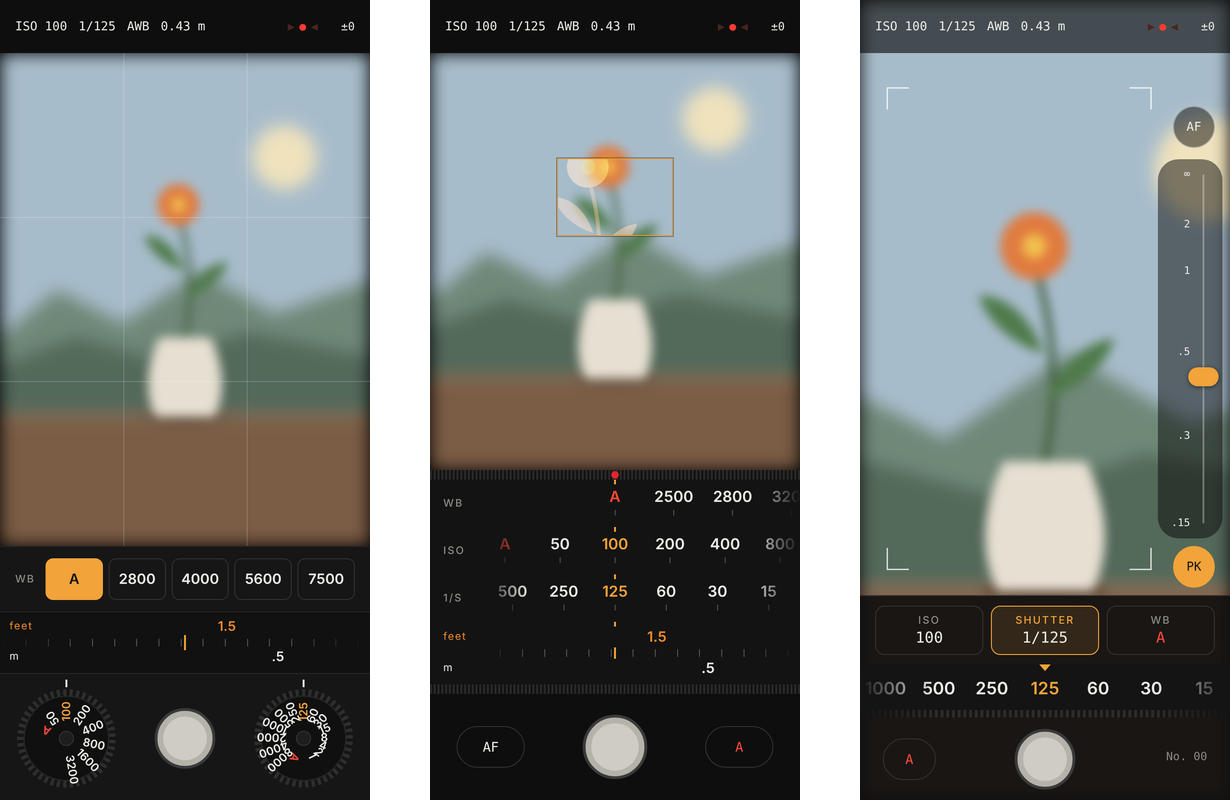 ISO 100 1/125 AWB 0.43 m ±0
WB A 2800 4000 5600 7500
feet 1.5
m .5
A 50 100 200 400 800 1600 3200
125
A
ISO 100 1/125 AWB 0.43 m ±0
WB A 2500 2800
ISO A 50 100 200 400 800
1/S 500 250 125 60 30 15
feet 1.5
m .5
AF A
ISO 100 1/125 AWB 0.43 m ±0
AF
∞
2
1
.5
.3
.15
PK
ISO SHUTTER WB
100 1/125 A
1000 500 250 125 60 30 15
A No. 00